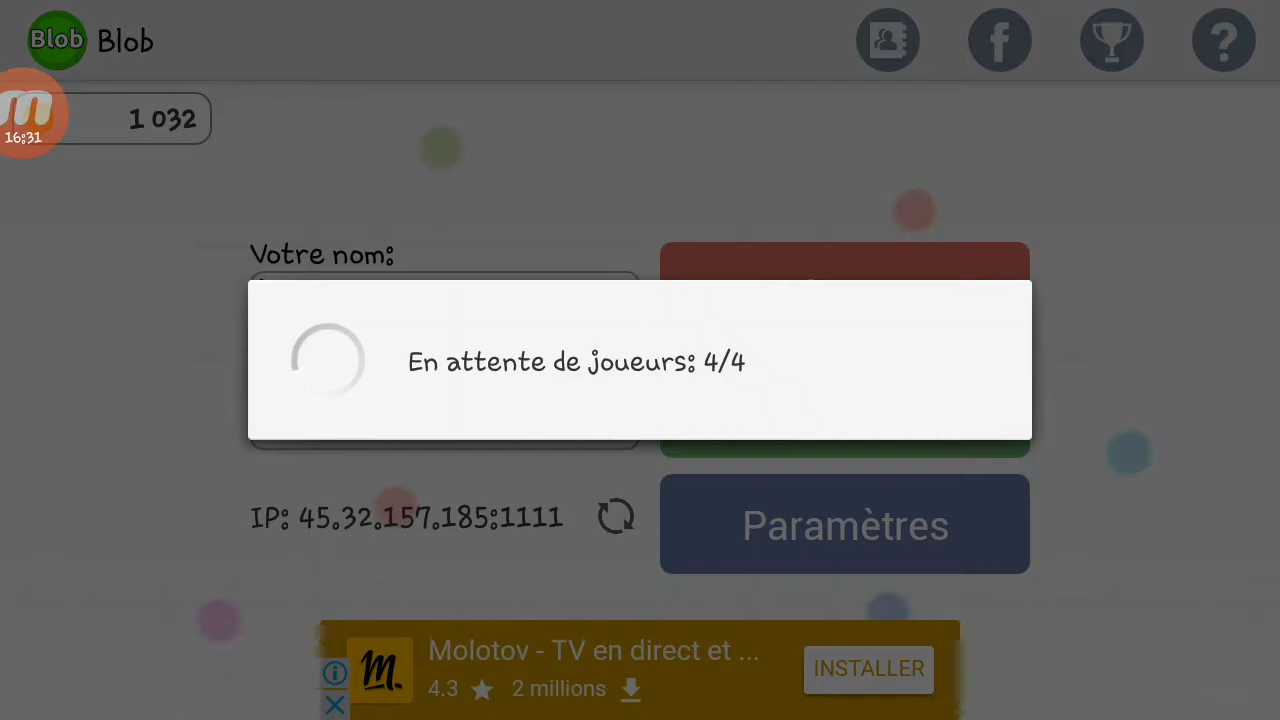 Blob Blob
1 032
16:31
Votre nom:
En attente de joueurs: 4/4
IP: 45.32.157.185:1111
Paramètres
Molotov - TV en direct et ...
4.3 2 millions
INSTALLER